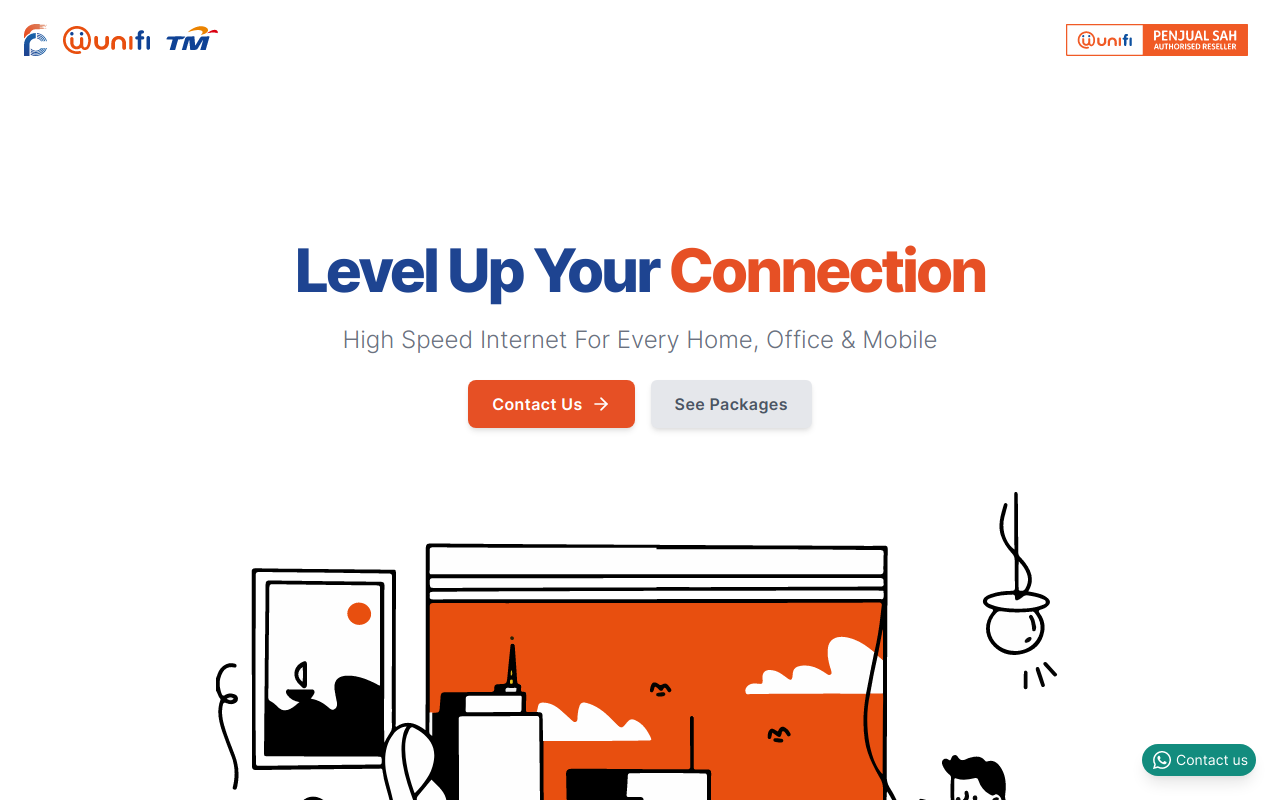 unifi
TM
unifi
PENJUAL SAH
AUTHORISED RESELLER
Level Up Your Connection
High Speed Internet For Every Home, Office & Mobile
Contact Us
See Packages
Contact us